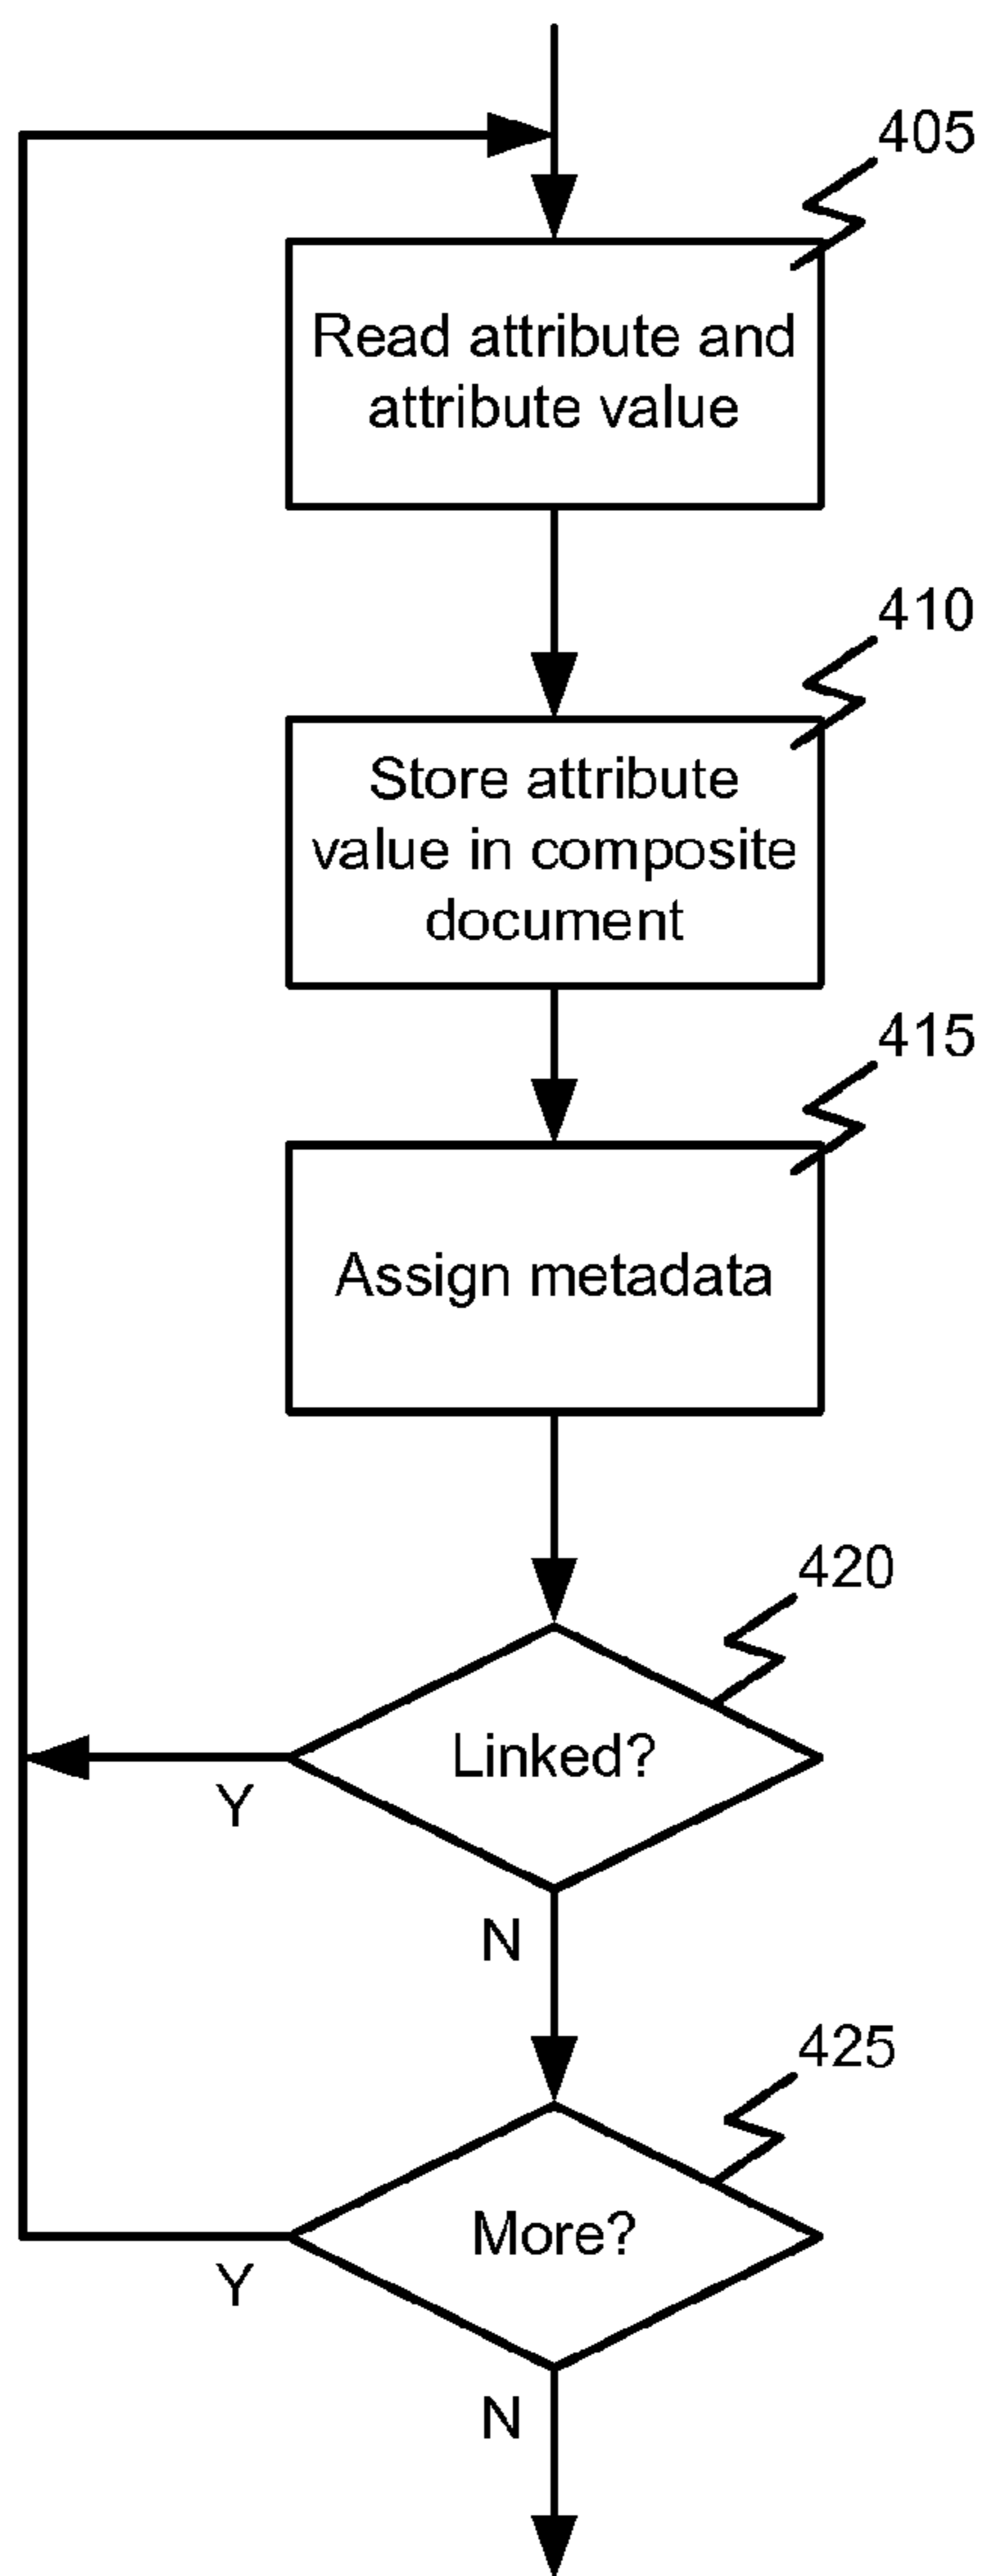 405
Read attribute and
attribute value
410
Store attribute
value in composite
document
415
Assign metadata
420
Linked?
Y
N
425
More?
Y
N